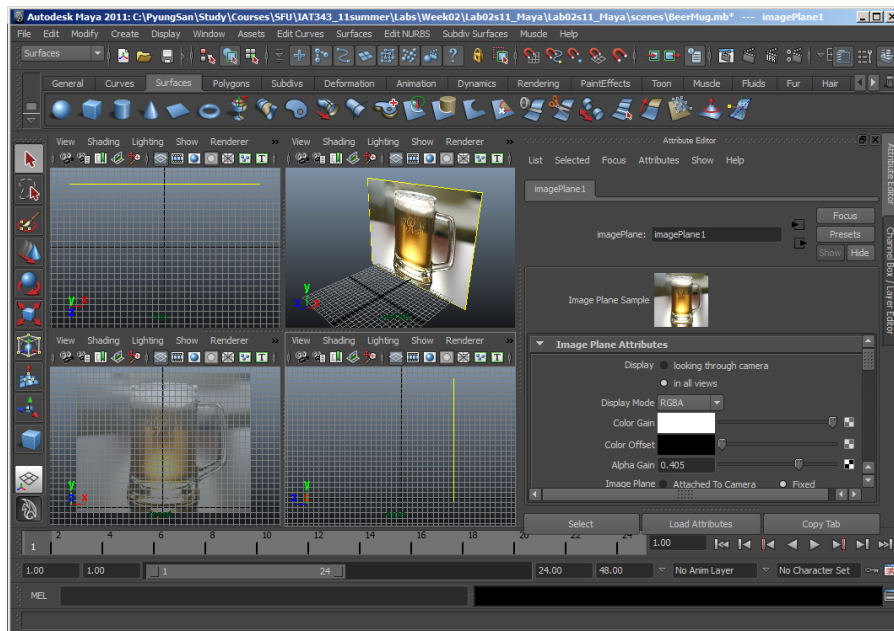 Autodesk Maya 2011: C:\PyungSan\Study\Courses\SFU\IAT343_11summer\Labs\Week02\Lab02s11_Maya\Lab02s11_Maya\scenes\BeerMug.mb* --- imagePlane1
File Edit Modify Create Display Window Assets Edit Curves Surfaces Edit NURBS Subdiv Surfaces Muscle Help
Surfaces
General Curves Surfaces Polygons Subdivs Deformation Animation Dynamics Rendering PaintEffects Toon Muscle Fluids Fur Hair
View Shading Lighting Show Renderer »
View Shading Lighting Show Renderer »
Attribute Editor
List Selected Focus Attributes Show Help
imagePlane1
imagePlane: imagePlane1
Focus
Presets
Show Hide
Image Plane Sample
Image Plane Attributes
Display looking through camera
in all views
Display Mode RGBA
Color Gain
Color Offset
Alpha Gain 0.405
Image Plane Attached To Camera Fixed
Select Load Attributes Copy Tab
Attribute Editor
Channel Box / Layer Editor
y
x
z
y
x
View Shading Lighting Show Renderer »
View Shading Lighting Show Renderer »
y
z x
y
z
1 2 4 6 8 10 12 14 16 18 20 22 24 1.00
1.00 1.00 1 24 24.00 48.00 No Anim Layer No Character Set
MEL